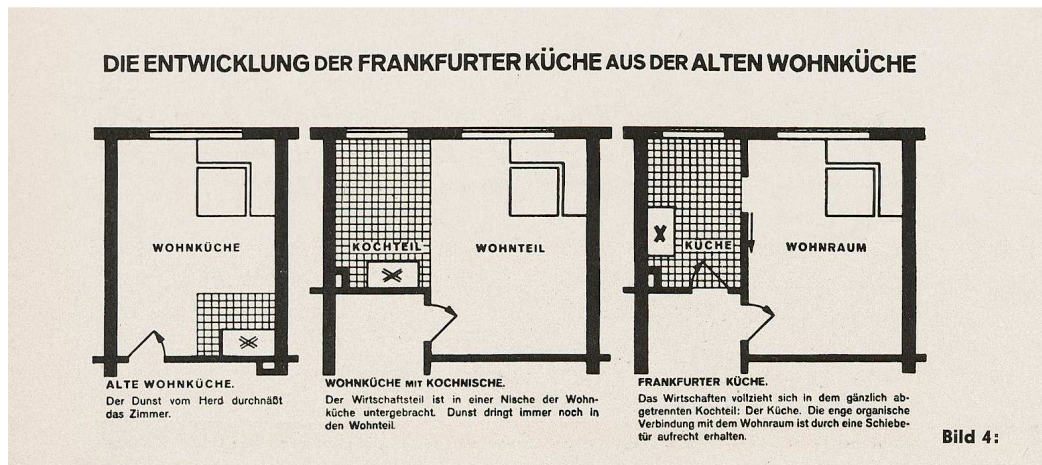 DIE ENTWICKLUNG DER FRANKFURTER KÜCHE AUS DER ALTEN WOHNKÜCHE
WOHNKÜCHE
ALTE WOHNKÜCHE.
Der Dunst vom Herd durchnäßt
das Zimmer.
KOCHTEIL
WOHNTEIL
WOHNKÜCHE MIT KOCHNISCHE.
Der Wirtschaftsteil ist in einer Nische der Wohn-
küche untergebracht. Dunst dringt immer noch in
den Wohnteil.
KÜCHE
WOHNRAUM
FRANKFURTER KÜCHE.
Das Wirtschaften vollzieht sich in dem gänzlich ab-
getrennten Kochteil: Der Küche. Die enge organische
Verbindung mit dem Wohnraum ist durch eine Schiebe-
tür aufrecht erhalten.
Bild 4: